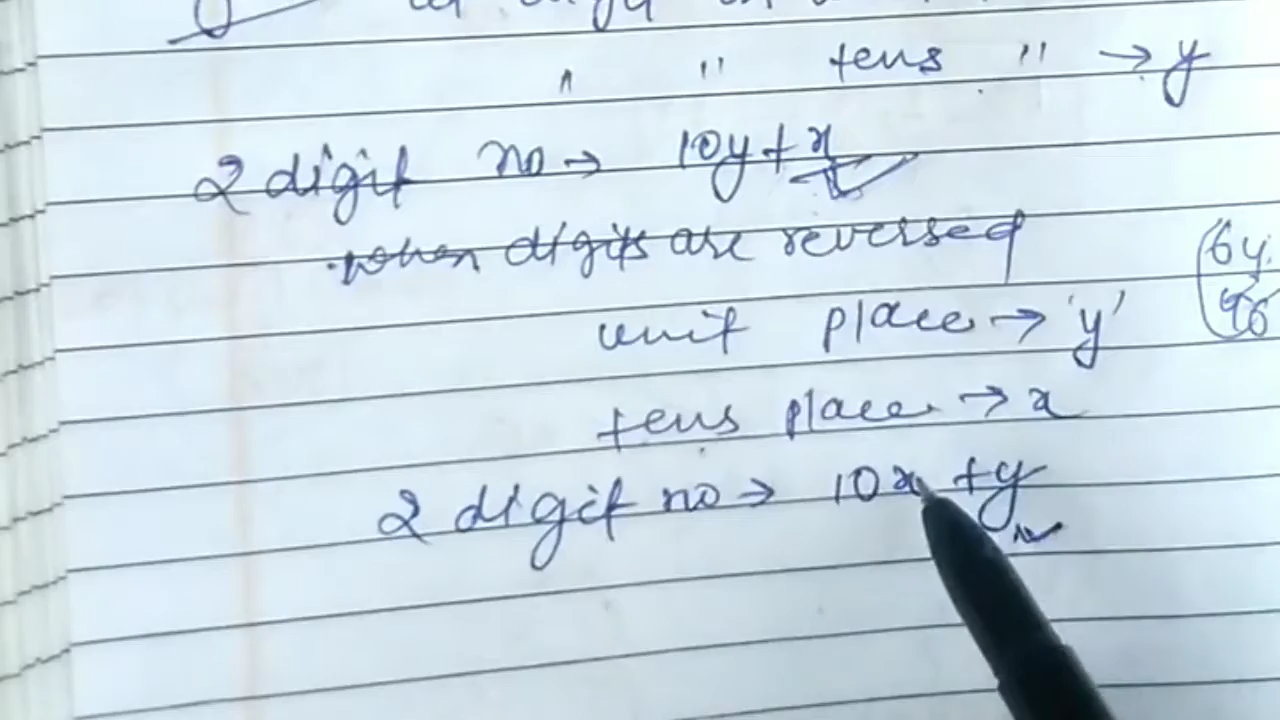 " " tens " → y
2 digit no → 10y + x
when digits are reversed
unit place → 'y'
tens place → x
2 digit no → 10x + y